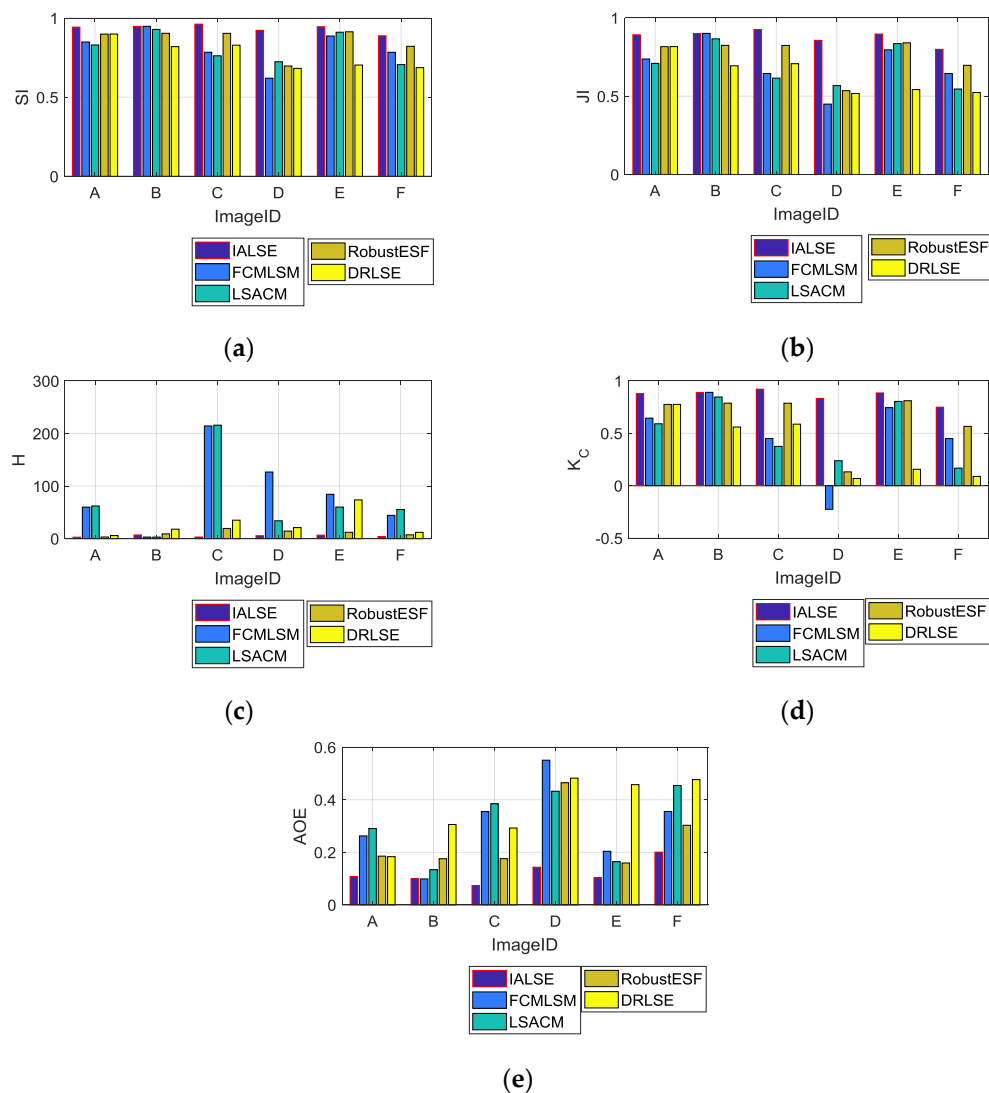 1
0.5
0
SI
A B C D E F
ImageID
IALSE
FCMLSM
LSACM
RobustESF
DRLSE
(a)
1
0.5
0
JI
A B C D E F
ImageID
IALSE
FCMLSM
LSACM
RobustESF
DRLSE
(b)
300
200
100
0
H
A B C D E F
ImageID
IALSE
FCMLSM
LSACM
RobustESF
DRLSE
(c)
1
0.5
0
-0.5
K_C
A B C D E F
ImageID
IALSE
FCMLSM
LSACM
RobustESF
DRLSE
(d)
0.6
0.4
0.2
0
AOE
A B C D E F
ImageID
IALSE
FCMLSM
LSACM
RobustESF
DRLSE
(e)